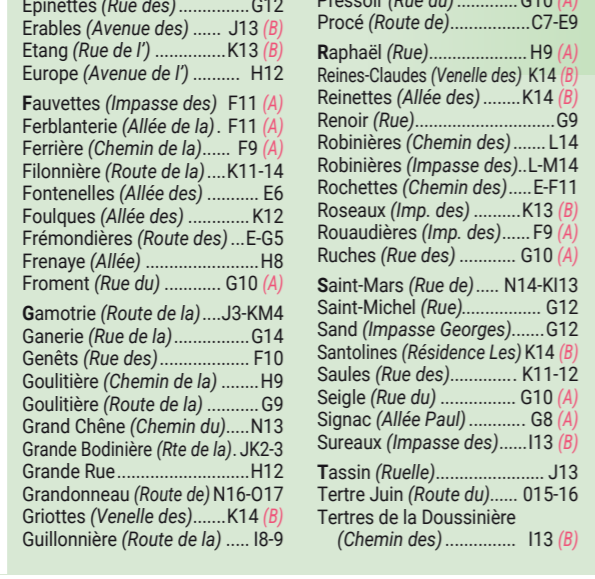 Epinettes (Rue des)...............G12
Erables (Avenue des) ...... J13 (B)
Etang (Rue de l') ...............K13 (B)
Europe (Avenue de l') .......... H12
Fauvettes (Impasse des) F11 (A)
Ferblanterie (Allée de la). F11 (A)
Ferrière (Chemin de la)...... F9 (A)
Filonnière (Route de la)....K11-14
Fontenelles (Allée des) ........... E6
Foulques (Allée des) ............. K12
Frémondières (Route des) ...E-G5
Frenaye (Allée) ........................H8
Froment (Rue du) ............ G10 (A)
Gamotrie (Route de la)....J3-KM4
Ganerie (Rue de la).................G14
Genêts (Rue des).................... F10
Goulitière (Chemin de la) ........H9
Goulitière (Route de la) ...........G9
Grand Chêne (Chemin du).....N13
Grande Bodinière (Rte de la). JK2-3
Grande Rue............................H12
Grandonneau (Route de) N16-O17
Griottes (Venelle des).......K14 (B)
Guillonnière (Route de la) ..... I8-9
Pressoir (Rue du) ............. G10 (A)
Procé (Route de)................C7-E9
Raphaël (Rue)..................... H9 (A)
Reines-Claudes (Venelle des) K14 (B)
Reinettes (Allée des) ........K14 (B)
Renoir (Rue)..............................G9
Robinières (Chemin des) ....... L14
Robinières (Impasse des)..L-M14
Rochettes (Chemin des).....E-F11
Roseaux (Imp. des) ..........K13 (B)
Rouaudières (Imp. des)...... F9 (A)
Ruches (Rue des) ............ G10 (A)
Saint-Mars (Rue de)..... N14-KI13
Saint-Michel (Rue)................. G12
Sand (Impasse Georges).......G12
Santolines (Résidence Les) K14 (B)
Saules (Rue des).............. K11-12
Seigle (Rue du) ................ G10 (A)
Signac (Allée Paul) ............ G8 (A)
Sureaux (Impasse des)......I13 (B)
Tassin (Ruelle)....................... J13
Tertre Juin (Route du)...... 015-16
Tertres de la Doussinière
(Chemin des) ............... I13 (B)